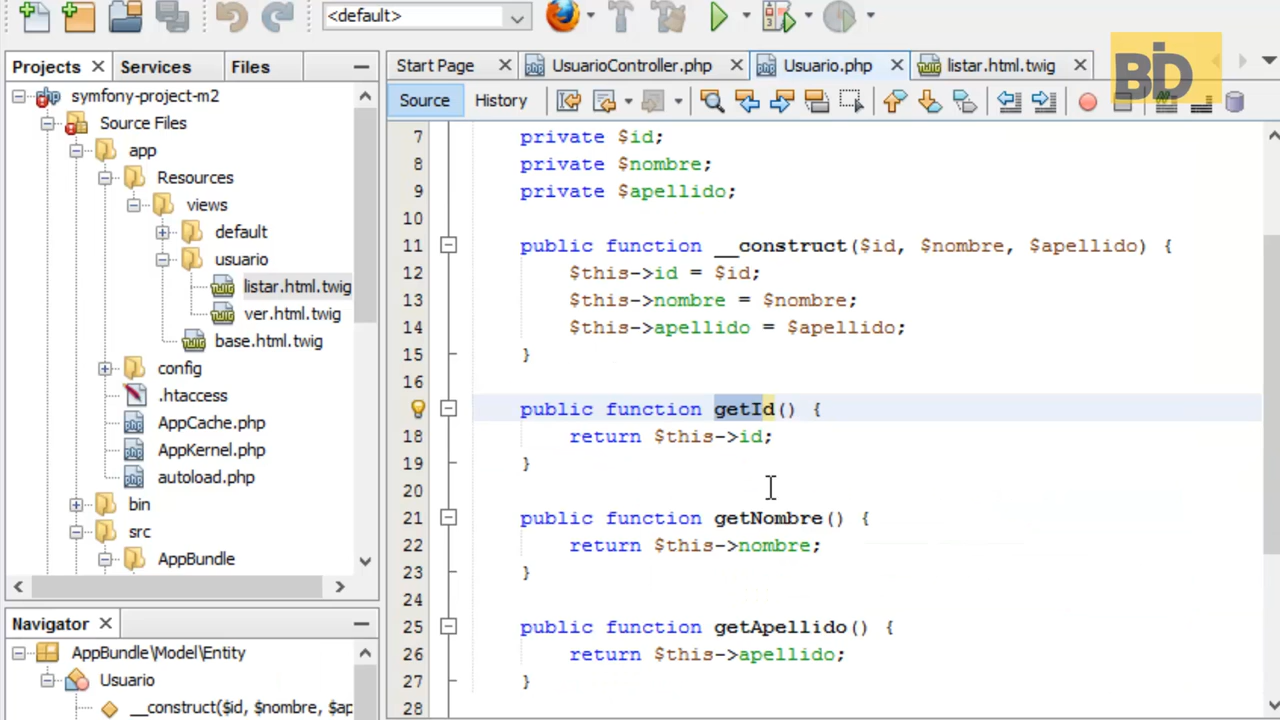 <default>
BiD
Projects
Services
Files
symfony-project-m2
Source Files
app
Resources
views
default
usuario
listar.html.twig
ver.html.twig
base.html.twig
config
.htaccess
AppCache.php
AppKernel.php
autoload.php
bin
src
AppBundle
Navigator
AppBundle\Model\Entity
Usuario
__construct($id, $nombre, $ap
Start Page
UsuarioController.php
Usuario.php
listar.html.twig
Source
History
7 private $id;
8 private $nombre;
9 private $apellido;
10
11 public function __construct($id, $nombre, $apellido) {
12 $this->id = $id;
13 $this->nombre = $nombre;
14 $this->apellido = $apellido;
15 }
16
public function getId() {
18 return $this->id;
19 }
20
21 public function getNombre() {
22 return $this->nombre;
23 }
24
25 public function getApellido() {
26 return $this->apellido;
27 }
28